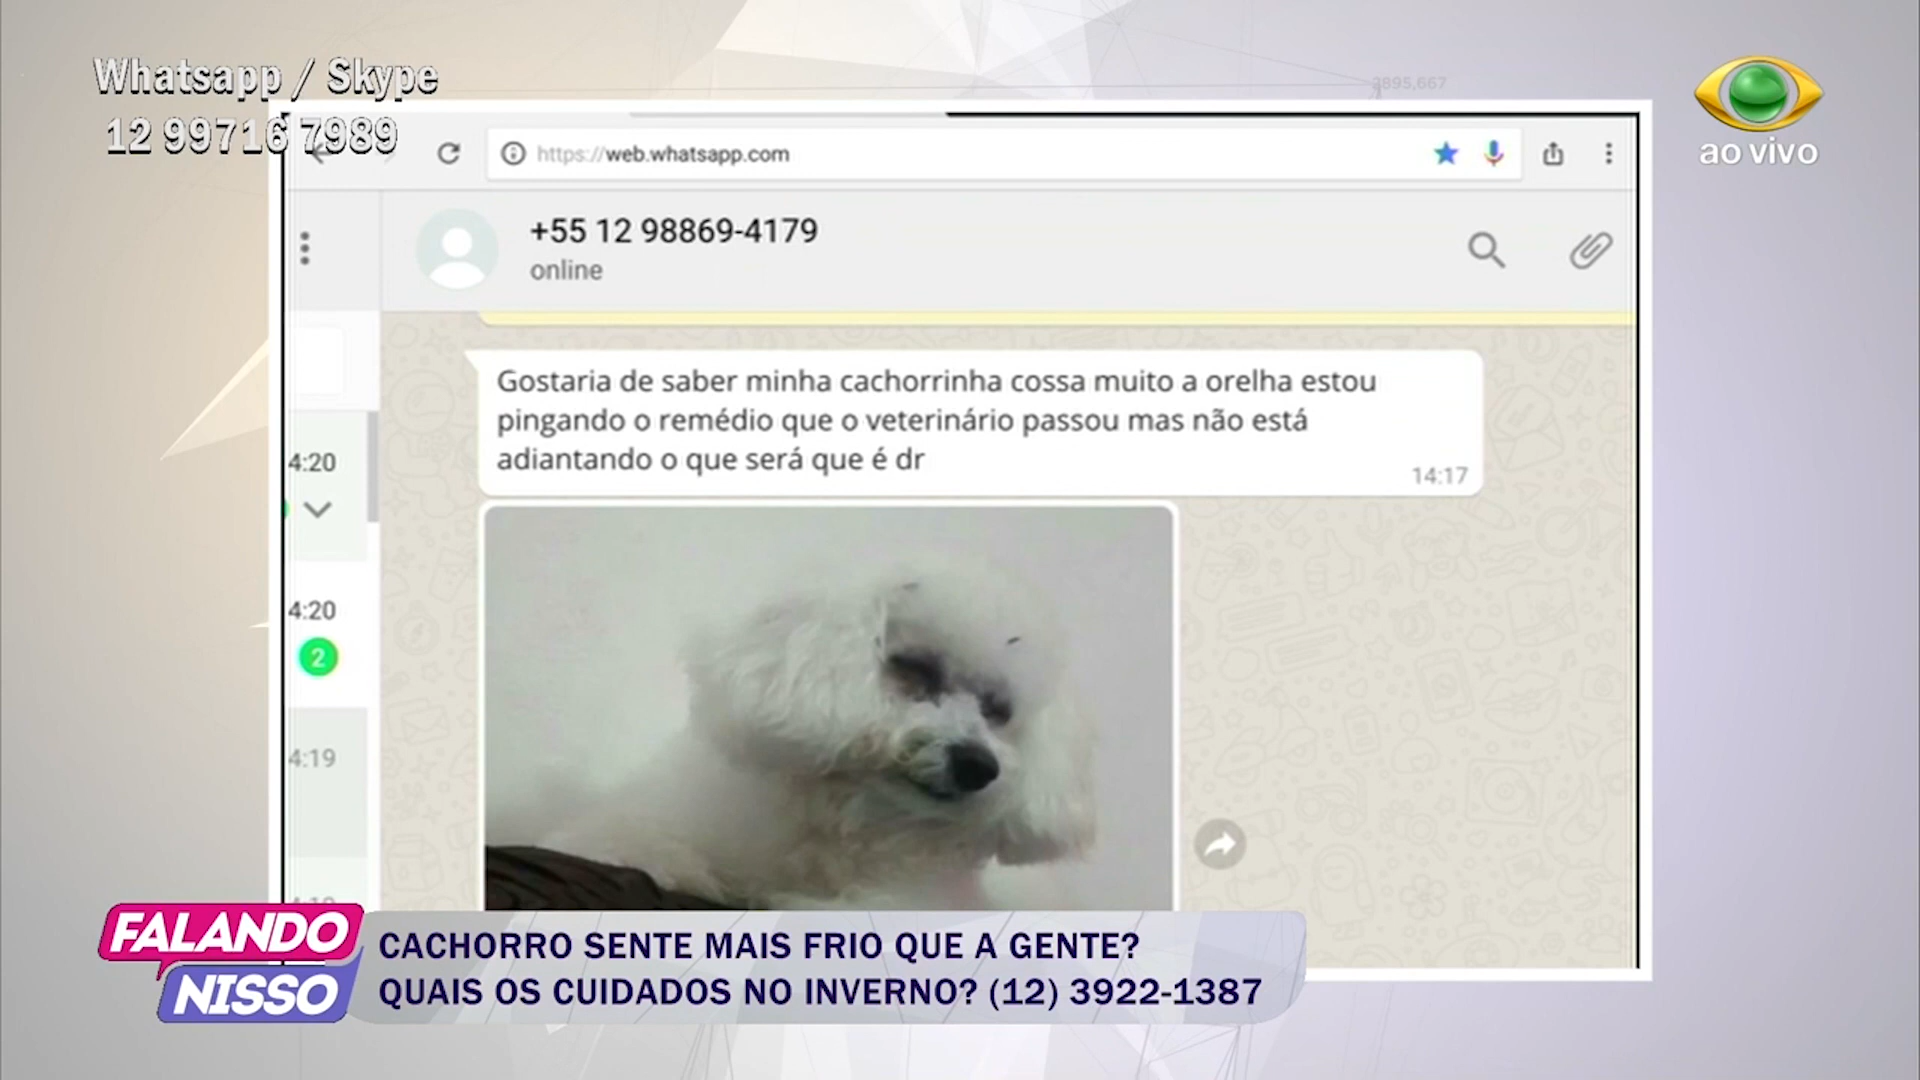 Whatsapp / Skype
12 99716 7989
3895,667
ao vivo
https://web.whatsapp.com
+55 12 98869-4179
online
Gostaria de saber minha cachorrinha cossa muito a orelha estou
pingando o remédio que o veterinário passou mas não está
adiantando o que será que é dr
14:17
4:20
4:20
2
4:19
FALANDO
NISSO
CACHORRO SENTE MAIS FRIO QUE A GENTE?
QUAIS OS CUIDADOS NO INVERNO? (12) 3922-1387